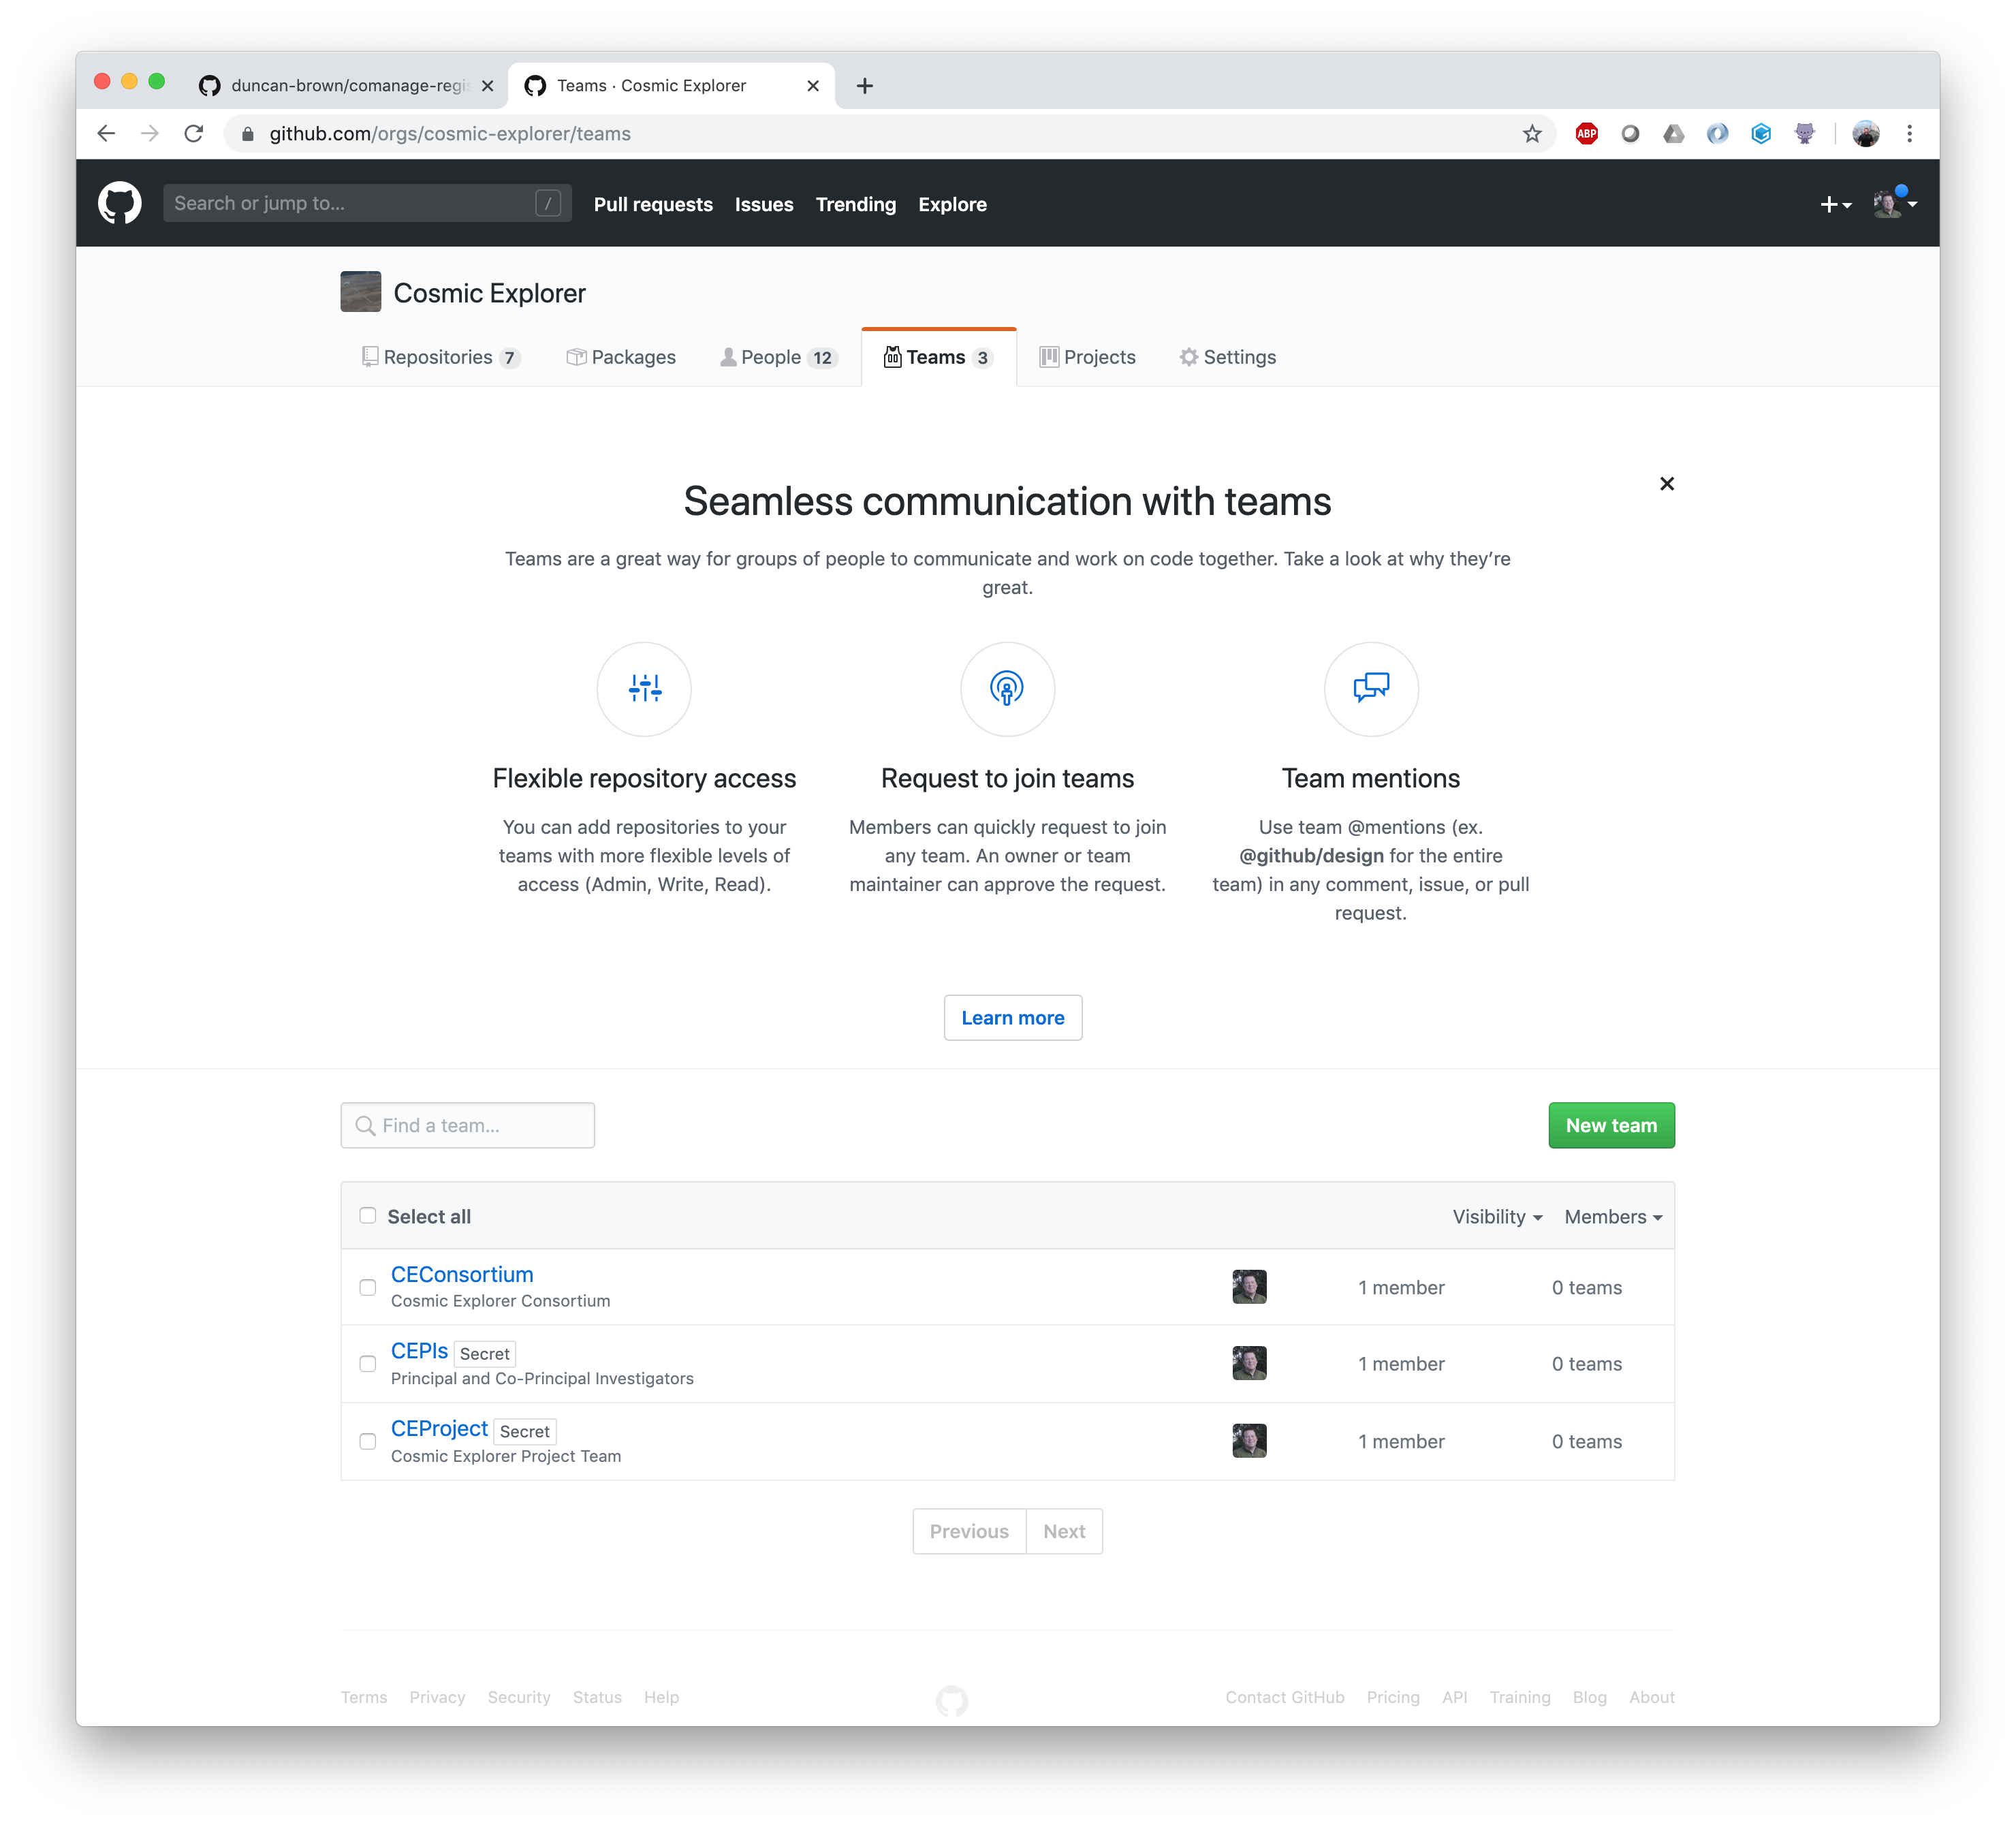 duncan-brown/comanage-regis
Teams · Cosmic Explorer
github.com/orgs/cosmic-explorer/teams
ABP
Search or jump to...
/
Pull requests
Issues
Trending
Explore
Cosmic Explorer
Repositories 7
Packages
People 12
Teams 3
Projects
Settings
Seamless communication with teams
Teams are a great way for groups of people to communicate and work on code together. Take a look at why they’re
great.
Flexible repository access
You can add repositories to your
teams with more flexible levels of
access (Admin, Write, Read).
Request to join teams
Members can quickly request to join
any team. An owner or team
maintainer can approve the request.
Team mentions
Use team @mentions (ex.
@github/design for the entire
team) in any comment, issue, or pull
request.
Learn more
Find a team...
New team
Select all
Visibility
Members
CEConsortium
Cosmic Explorer Consortium
1 member
0 teams
CEPIs Secret
Principal and Co-Principal Investigators
1 member
0 teams
CEProject Secret
Cosmic Explorer Project Team
1 member
0 teams
Previous
Next
Terms
Privacy
Security
Status
Help
Contact GitHub
Pricing
API
Training
Blog
About